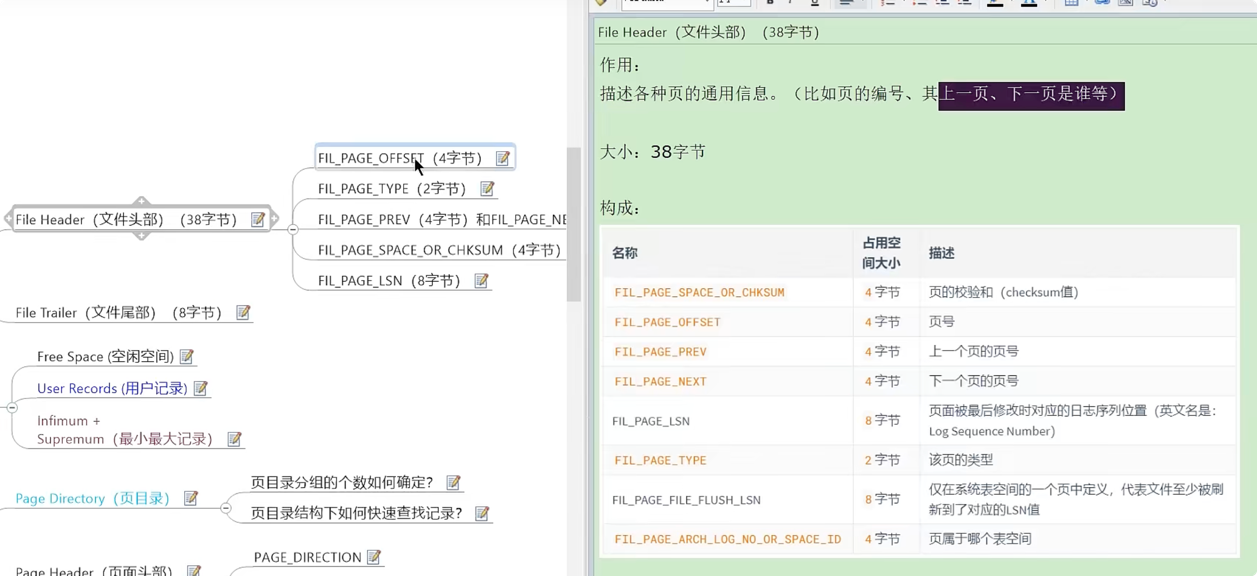 FIL_PAGE_OFFSET（4字节）
FIL_PAGE_TYPE（2字节）
File Header（文件头部）（38字节）
FIL_PAGE_PREV（4字节）和FIL_PAGE_NE
FIL_PAGE_SPACE_OR_CHKSUM（4字节）
FIL_PAGE_LSN（8字节）
File Trailer（文件尾部）（8字节）
Free Space (空闲空间)
User Records (用户记录)
Infimum +
Supremum（最小最大记录）
Page Directory（页目录）
页目录分组的个数如何确定？
页目录结构下如何快速查找记录？
PAGE_DIRECTION
Page Header（页面头部）
File Header（文件头部）（38字节）
作用：
描述各种页的通用信息。（比如页的编号、其上一页、下一页是谁等）
大小：38字节
构成：
名称 占用空间大小 描述
FIL_PAGE_SPACE_OR_CHKSUM 4 字节 页的校验和（checksum值）
FIL_PAGE_OFFSET 4 字节 页号
FIL_PAGE_PREV 4 字节 上一个页的页号
FIL_PAGE_NEXT 4 字节 下一个页的页号
FIL_PAGE_LSN 8 字节 页面被最后修改时对应的日志序列位置（英文名是：
Log Sequence Number）
FIL_PAGE_TYPE 2 字节 该页的类型
FIL_PAGE_FILE_FLUSH_LSN 8 字节 仅在系统表空间的一个页中定义，代表文件至少被刷
新到了对应的LSN值
FIL_PAGE_ARCH_LOG_NO_OR_SPACE_ID 4 字节 页属于哪个表空间